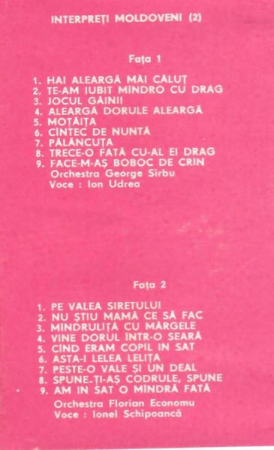 INTERPREȚI MOLDOVENI (2)
Fața 1
1. HAI ALEARGĂ MĂI CĂLUȚ
2. TE-AM IUBIT MÎNDRO CU DRAG
3. JOCUL GĂINII
4. ALEARGĂ DORULE ALEARGĂ
5. MOTĂIȚA
6. CÎNTEC DE NUNTĂ
7. PĂLĂNCUȚA
8. TRECE-O FATĂ CU-AL EI DRAG
9. FACE-M-AȘ BOBOC DE CRIN
Orchestra George Sîrbu
Voce : Ion Udrea
Fața 2
1. PE VALEA SIRETULUI
2. NU ȘTIU MAMĂ CE SĂ FAC
3. MÎNDRULIȚĂ CU MĂRGELE
4. VINE DORUL ÎNTR-O SEARĂ
5. CÎND ERAM COPIL ÎN SAT
6. ASTA-I LELEA LELIȚA
7. PESTE-O VALE ȘI UN DEAL
8. SPUNE-ȚI-AȘ CODRULE, SPUNE
9. AM ÎN SAT O MÎNDRĂ FATĂ
Orchestra Florian Economu
Voce : Ionel Schipoancă